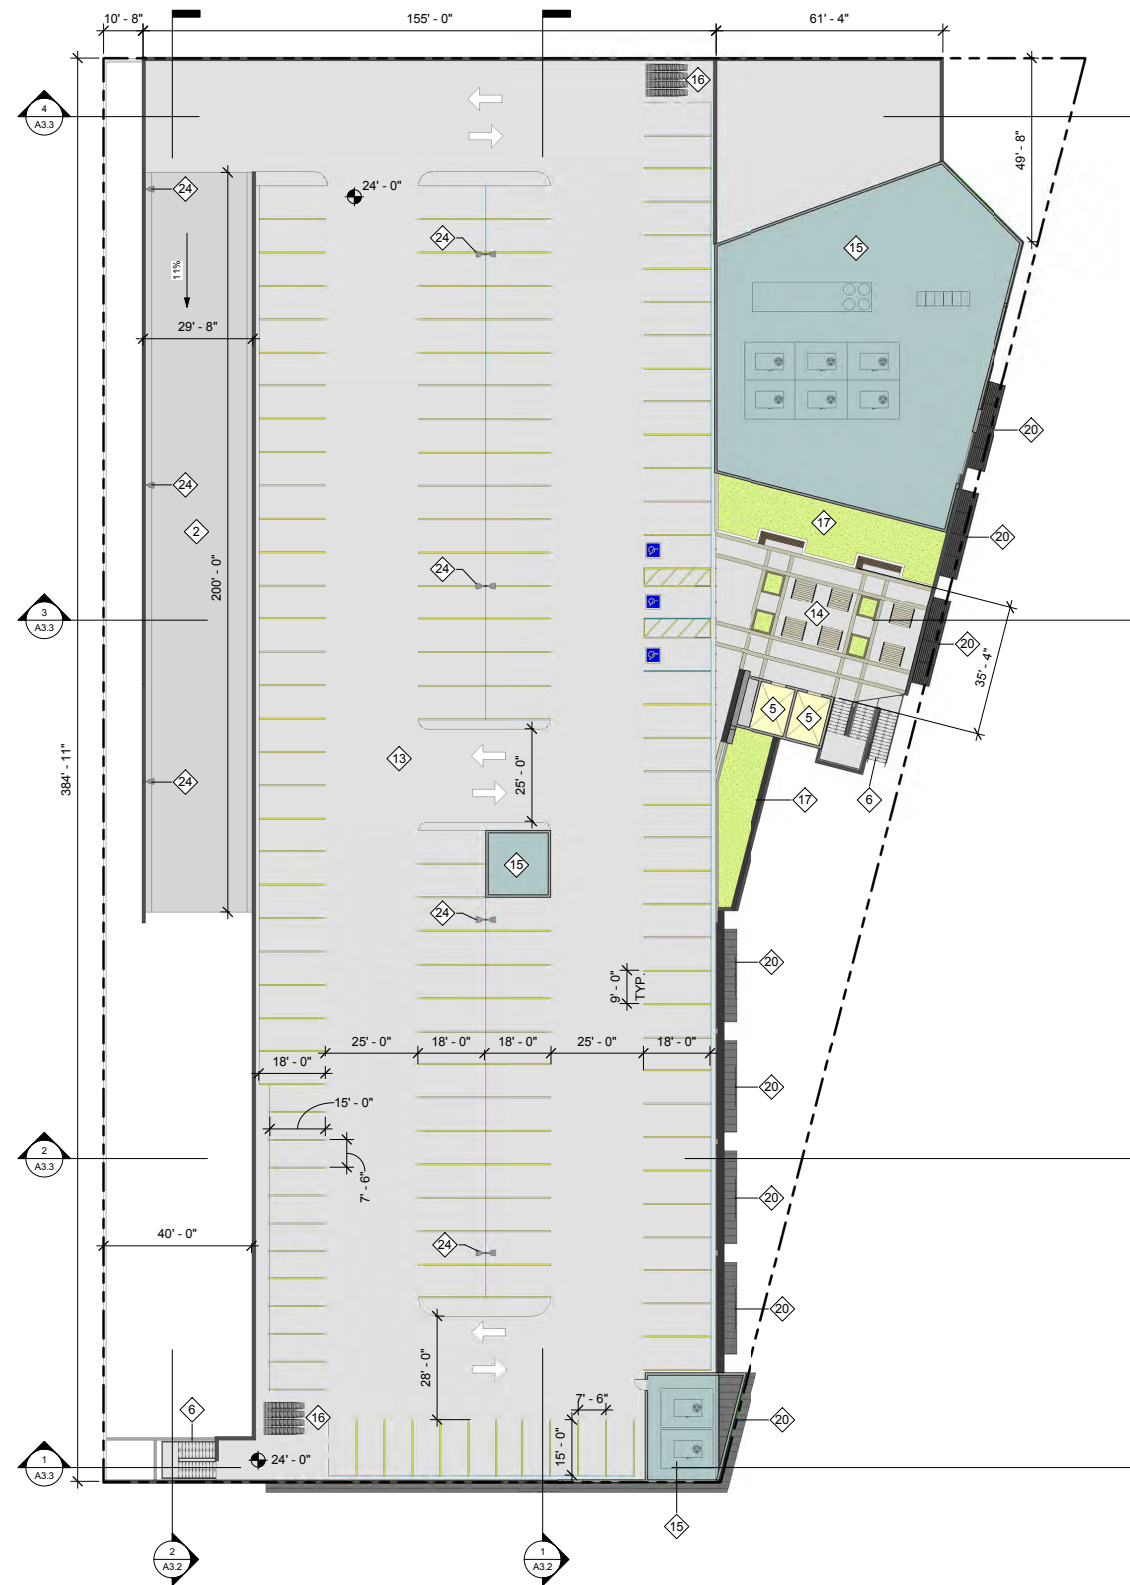 10' - 8"
155' - 0"
61' - 4"
16
4
A3.3
49' - 8"
24
24' - 0"
24
15
11%
29' - 8"
20
24
2
17
20
200' - 0"
24
3
A3.3
14
20
35' - 4"
5
5
384' - 11"
13
25' - 0"
24
17
6
15
24
20
9' - 0"
TYP.
25' - 0"
18' - 0"
18' - 0"
25' - 0"
18' - 0"
18' - 0"
20
15' - 0"
2
A3.3
7' - 6"
20
40' - 0"
24
20
28' - 0"
7' - 6"
6
16
20
15' - 0"
24' - 0"
1
A3.3
15
2
A3.2
1
A3.2